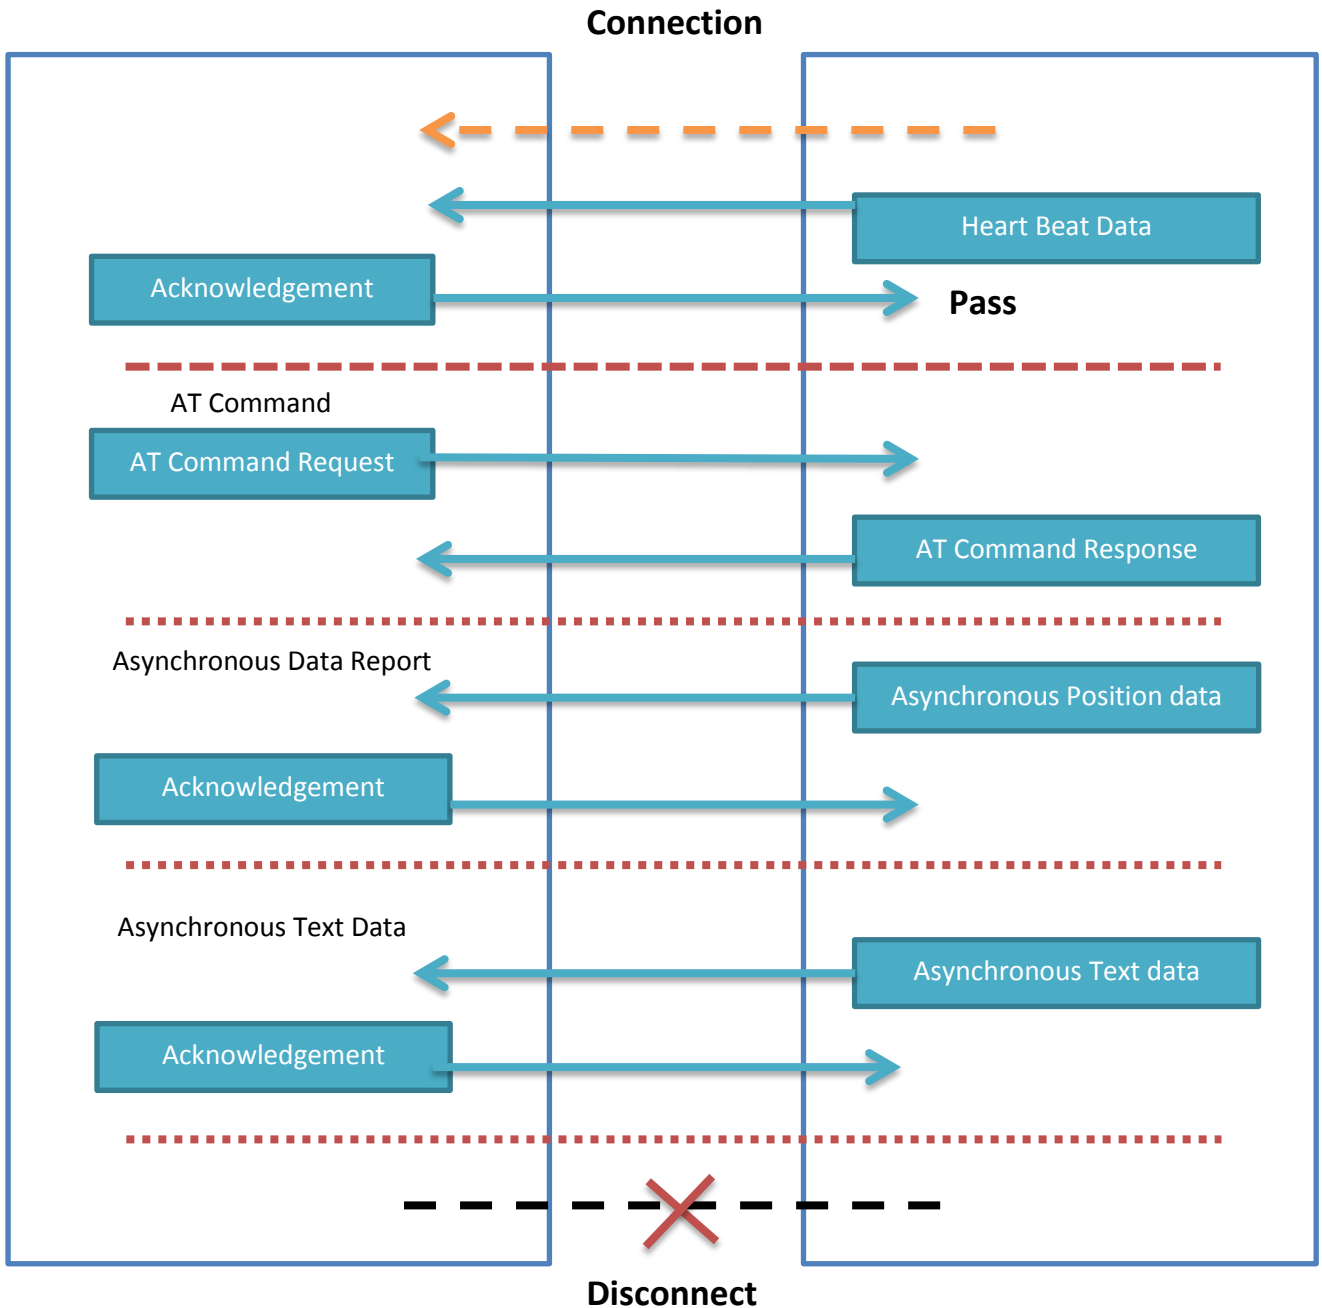 Connection
Heart Beat Data
Acknowledgement
Pass
AT Command
AT Command Request
AT Command Response
Asynchronous Data Report
Asynchronous Position data
Acknowledgement
Asynchronous Text Data
Asynchronous Text data
Acknowledgement
Disconnect